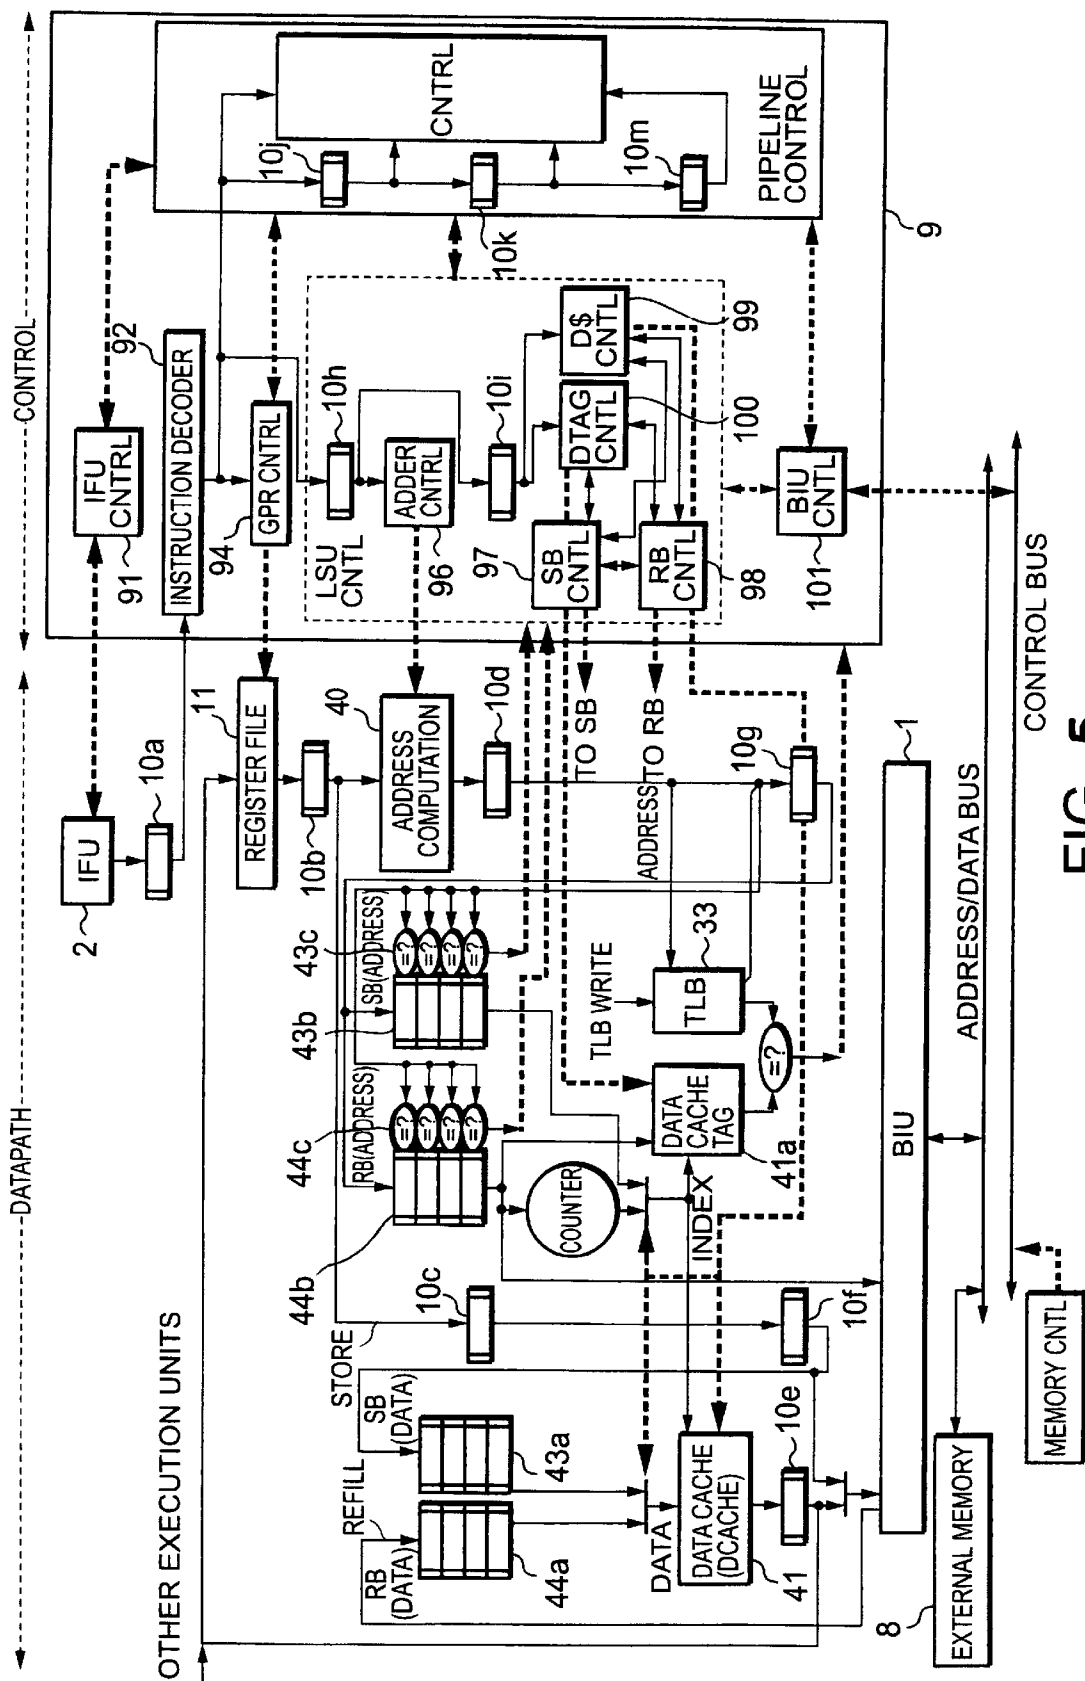 DATAPATH
CONTROL
OTHER EXECUTION UNITS
2
IFU
10a
91
IFU
CNTRL
92
INSTRUCTION DECODER
11
REGISTER FILE
94
GPR CNTRL
10b
10j
CNTRL
10k
10m
PIPELINE
CONTROL
9
LSU
CNTL
10h
96
ADDER
CNTRL
10i
40
ADDRESS
COMPUTATION
10d
STORE
10c
REFILL
RB
(DATA)
SB
(DATA)
44a
43a
44b
44c
RB(ADDRESS)
=?
=?
=?
=?
43b
43c
SB(ADDRESS)
=?
=?
=?
=?
97
SB
CNTL
DTAG
CNTL
100
D$
CNTL
99
RB
CNTL
98
TO SB
TO RB
ADDRESS
COUNTER
TLB WRITE
33
TLB
DATA
CACHE
TAG
41a
=?
INDEX
DATA
DATA CACHE
(DCACHE)
41
10e
10f
10g
BIU
CNTL
101
BIU
1
8
EXTERNAL MEMORY
MEMORY CNTL
ADDRESS/DATA BUS
CONTROL BUS